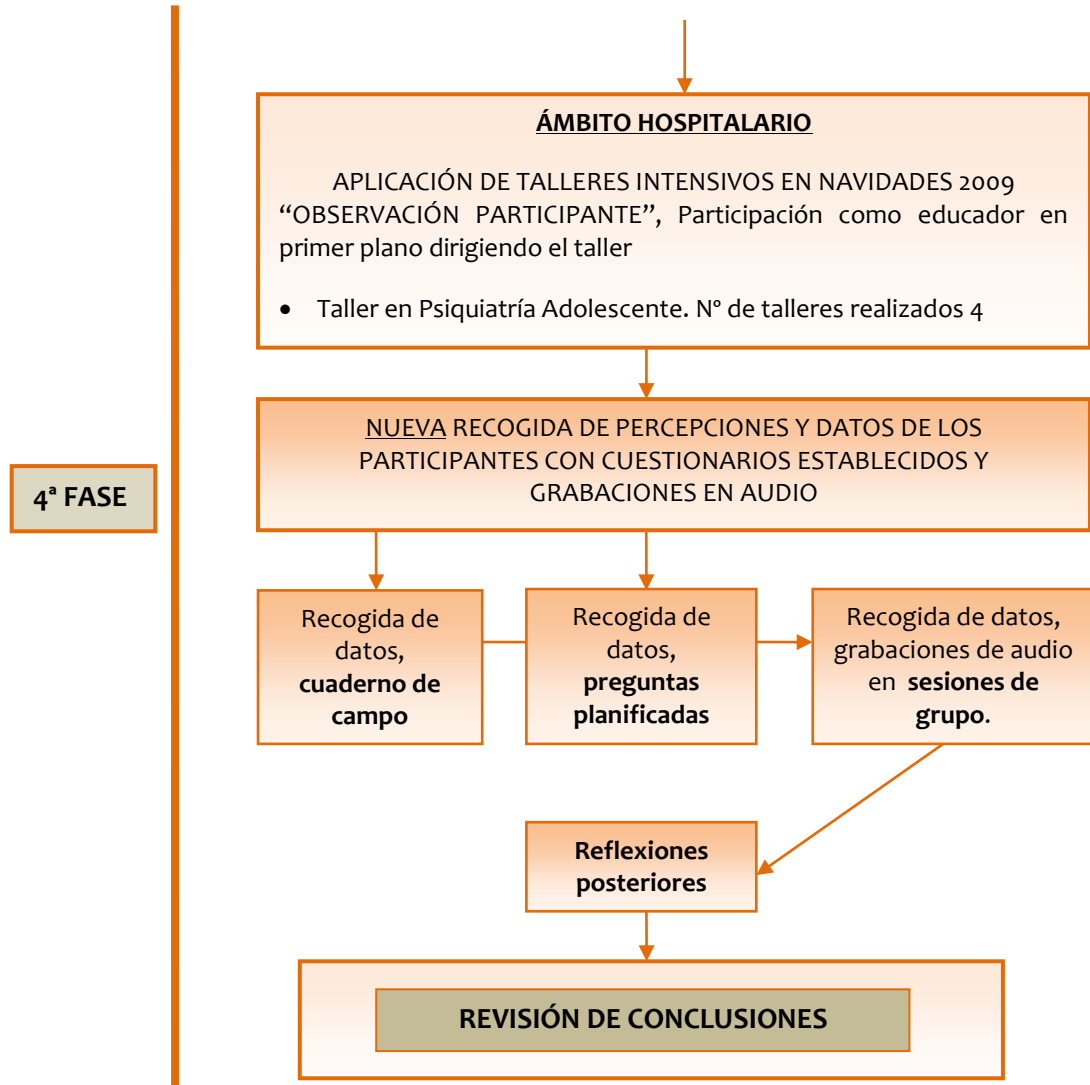 ÁMBITO HOSPITALARIO
APLICACIÓN DE TALLERES INTENSIVOS EN NAVIDADES 2009
“OBSERVACIÓN PARTICIPANTE”, Participación como educador en
primer plano dirigiendo el taller
• Taller en Psiquiatría Adolescente. Nº de talleres realizados 4
NUEVA RECOGIDA DE PERCEPCIONES Y DATOS DE LOS
PARTICIPANTES CON CUESTIONARIOS ESTABLECIDOS Y
GRABACIONES EN AUDIO
4ª FASE
Recogida de
datos,
cuaderno de
campo
Recogida de
datos,
preguntas
planificadas
Recogida de datos,
grabaciones de audio
en sesiones de
grupo.
Reflexiones
posteriores
REVISIÓN DE CONCLUSIONES